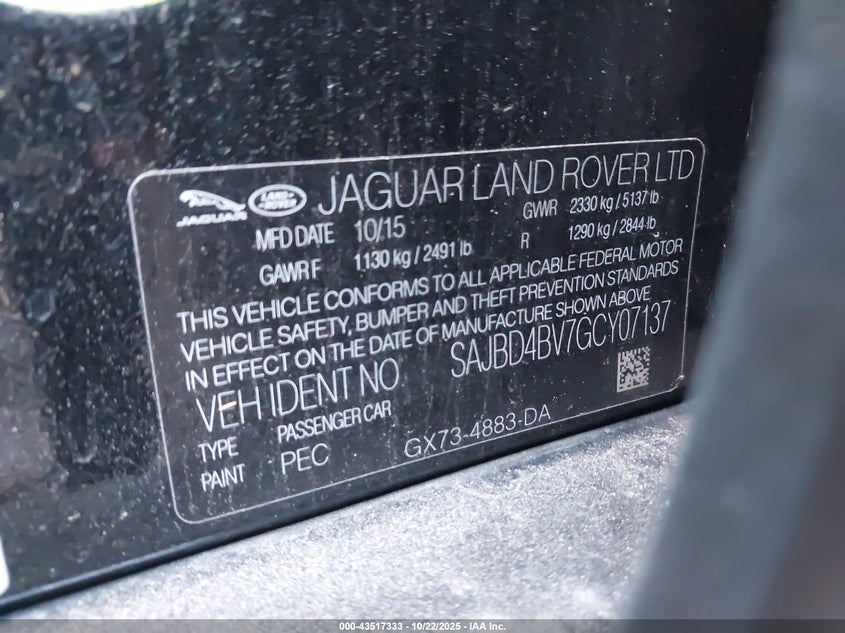 JAGUAR LAND ROVER JAGUAR LAND ROVER LTD
MFD DATE 10/15 GWR 2330 kg / 5137 lb
GAWR F 1130 kg / 2491 lb R 1290 kg / 2844 lb
THIS VEHICLE CONFORMS TO ALL APPLICABLE FEDERAL MOTOR
VEHICLE SAFETY, BUMPER AND THEFT PREVENTION STANDARDS
IN EFFECT ON THE DATE OF MANUFACTURE SHOWN ABOVE
VEH IDENT NO SAJBD4BV7GCY07137
TYPE PASSENGER CAR
PAINT PEC GX73-4883-DA
000-43517333 - 10/22/2025 - IAA Inc.